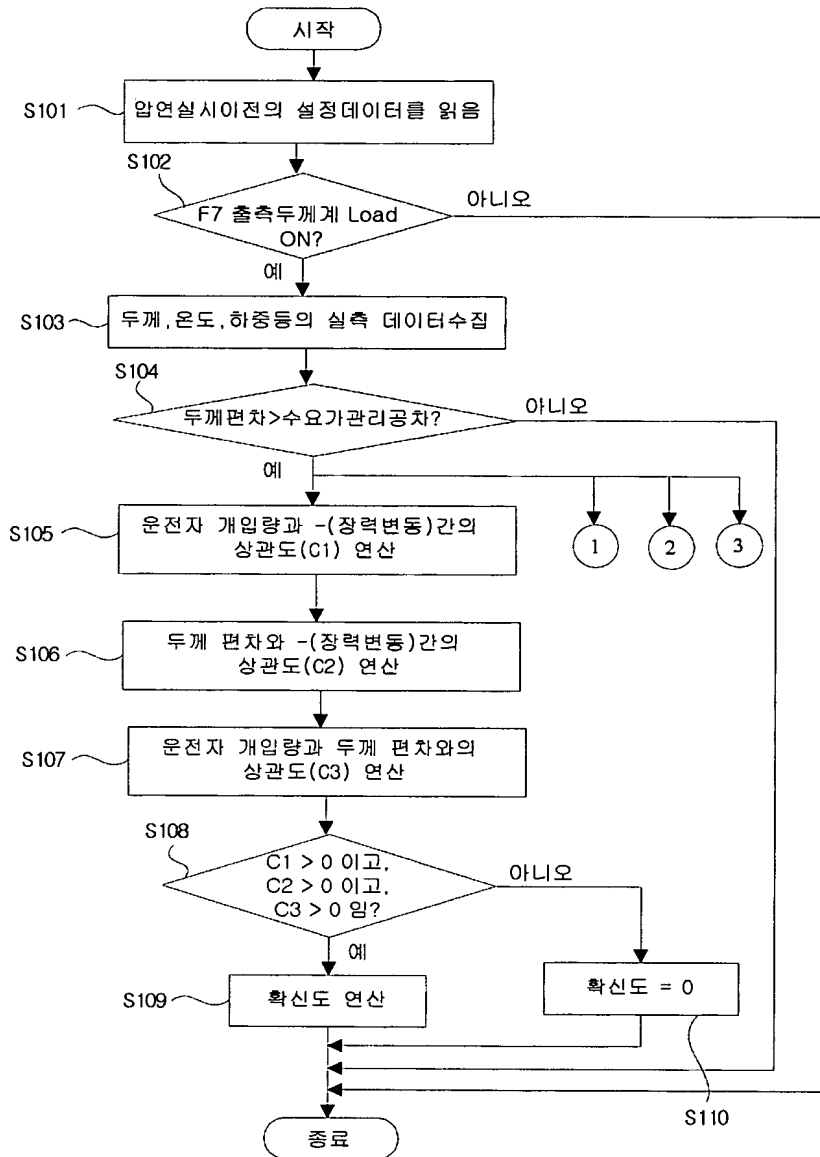 시작
S101
압연실시이전의 설정데이터를 읽음
S102
F7 출측두께계 Load
ON?
아니오
예
S103
두께,온도,하중등의 실측 데이터수집
S104
두께편차>수요가관리공차?
아니오
예
S105
운전자 개입량과 -(장력변동)간의
상관도(C1) 연산
1
2
3
S106
두께 편차와 -(장력변동)간의
상관도(C2) 연산
S107
운전자 개입량과 두께 편차와의
상관도(C3) 연산
S108
C1 > 0 이고,
C2 > 0 이고,
C3 > 0 임?
아니오
예
S109
확신도 연산
확신도 = 0
S110
종료